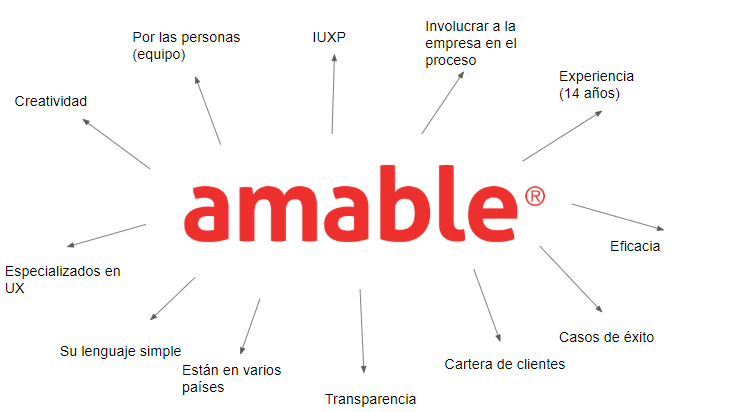 Involucrar a la
empresa en el
proceso
Por las personas
(equipo)
IUXP
Experiencia
(14 años)
Creatividad
amable®
Eficacia
Especializados en
UX
Casos de éxito
Su lenguaje simple
Cartera de clientes
Están en varios
países
Transparencia